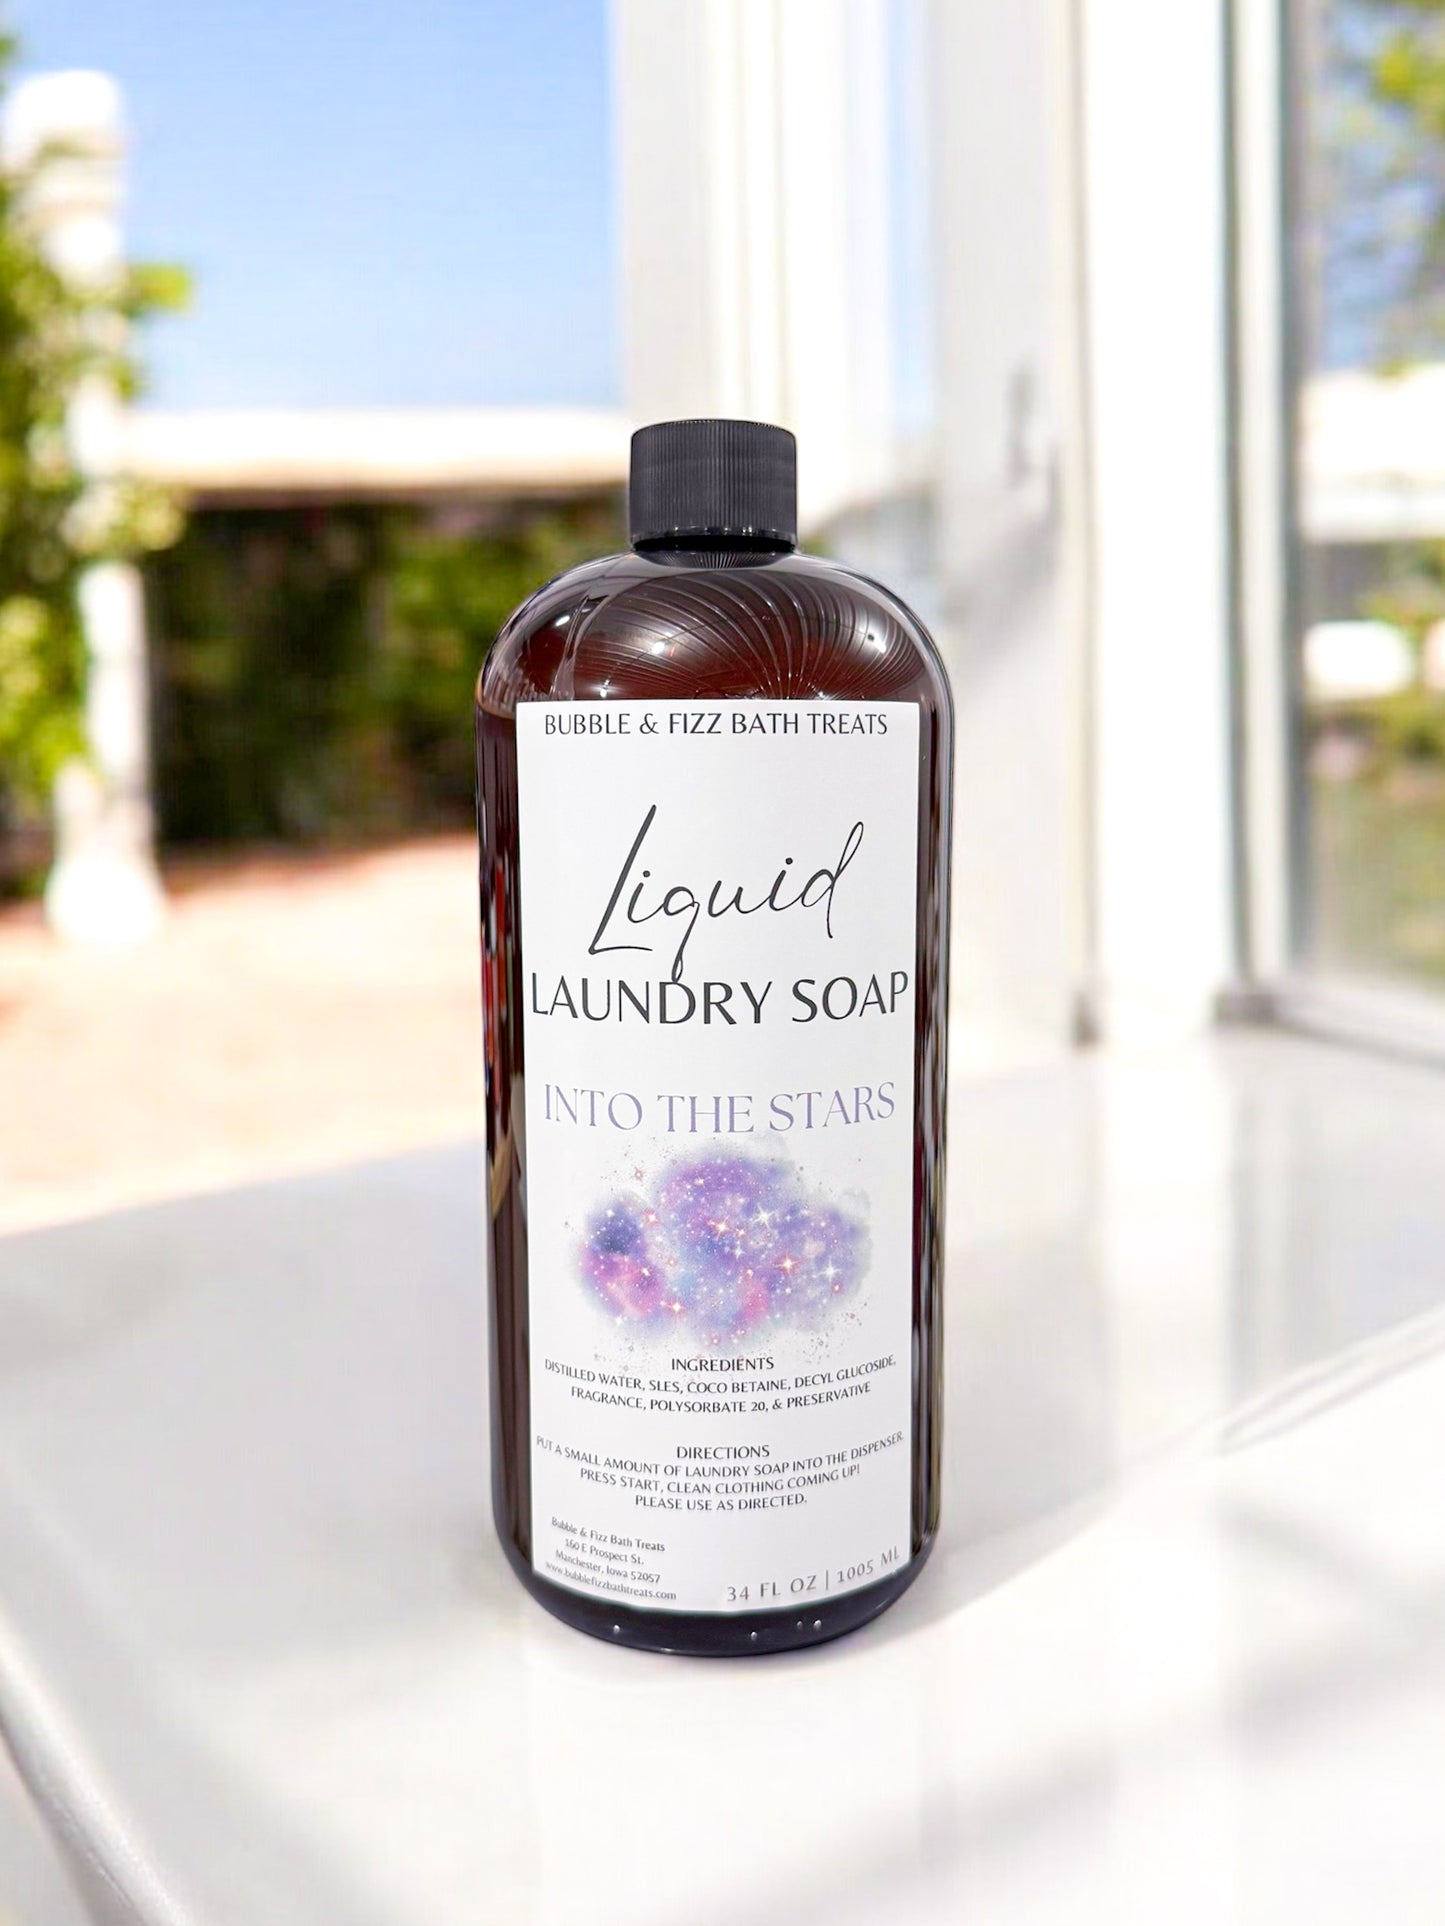 BUBBLE & FIZZ BATH TREATS
Liquid
LAUNDRY SOAP
INTO THE STARS
INGREDIENTS
DISTILLED WATER, SLES, COCO BETAINE, DECYL GLUCOSIDE,
FRAGRANCE, POLYSORBATE 20, & PRESERVATIVE
DIRECTIONS
PUT A SMALL AMOUNT OF LAUNDRY SOAP INTO THE DISPENSER.
PRESS START, CLEAN CLOTHING COMING UP!
PLEASE USE AS DIRECTED.
Bubble & Fizz Bath Treats
160 E Prospect St.
Manchester, Iowa 52057
www.bubblefizzbathtreats.com
34 FL OZ | 1005 ML